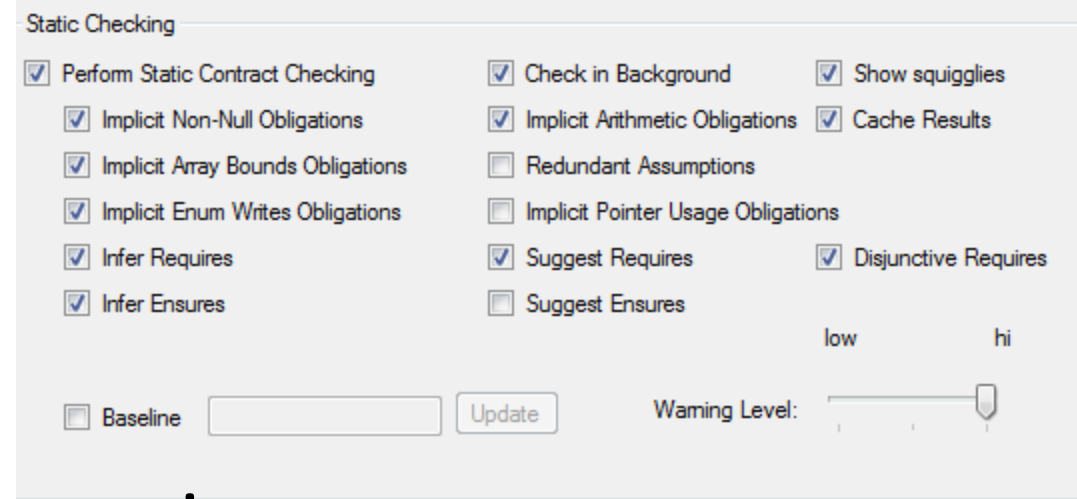 Static Checking
Perform Static Contract Checking Check in Background Show squigglies
Implicit Non-Null Obligations Implicit Arithmetic Obligations Cache Results
Implicit Array Bounds Obligations Redundant Assumptions
Implicit Enum Writes Obligations Implicit Pointer Usage Obligations
Infer Requires Suggest Requires Disjunctive Requires
Infer Ensures Suggest Ensures
low hi
Baseline Update Warning Level: